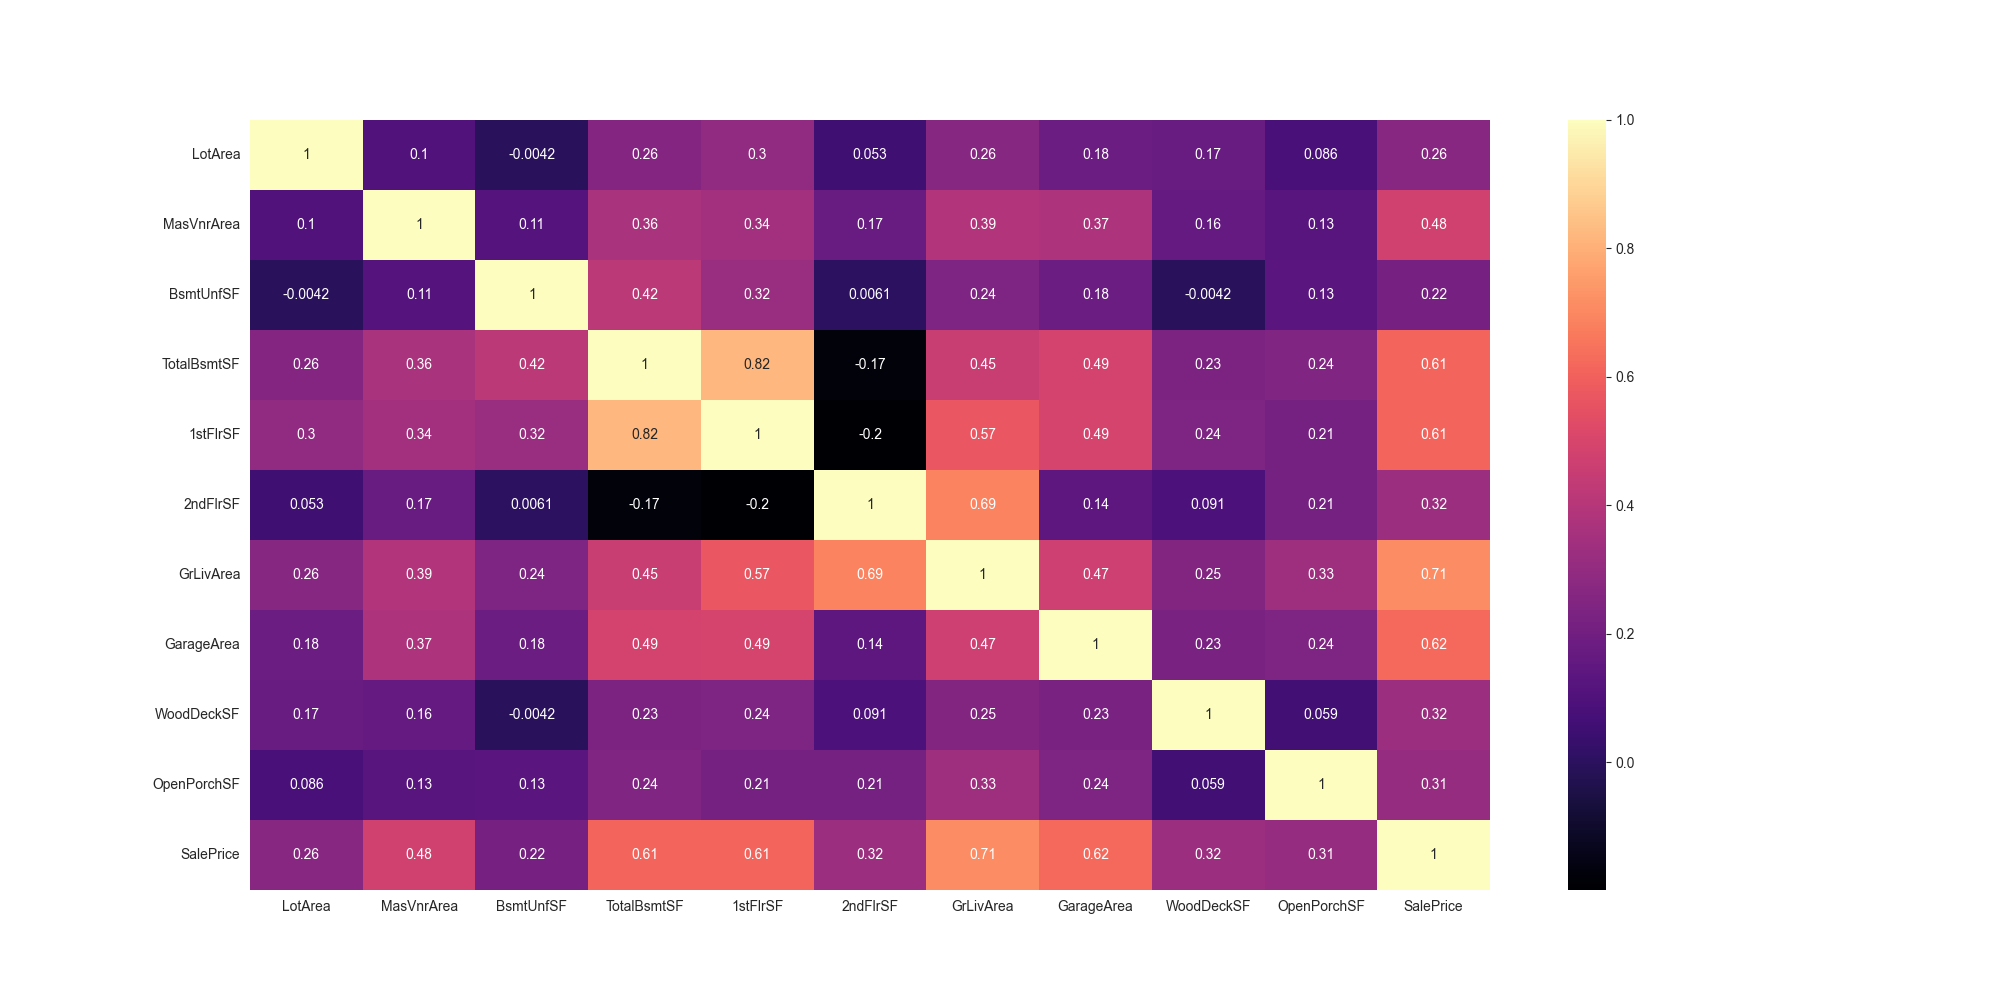 LotArea 1 0.1 -0.0042 0.26 0.3 0.053 0.26 0.18 0.17 0.086 0.26
MasVnrArea 0.1 1 0.11 0.36 0.34 0.17 0.39 0.37 0.16 0.13 0.48
BsmtUnfSF -0.0042 0.11 1 0.42 0.32 0.0061 0.24 0.18 -0.0042 0.13 0.22
TotalBsmtSF 0.26 0.36 0.42 1 0.82 -0.17 0.45 0.49 0.23 0.24 0.61
1stFlrSF 0.3 0.34 0.32 0.82 1 -0.2 0.57 0.49 0.24 0.21 0.61
2ndFlrSF 0.053 0.17 0.0061 -0.17 -0.2 1 0.69 0.14 0.091 0.21 0.32
GrLivArea 0.26 0.39 0.24 0.45 0.57 0.69 1 0.47 0.25 0.33 0.71
GarageArea 0.18 0.37 0.18 0.49 0.49 0.14 0.47 1 0.23 0.24 0.62
WoodDeckSF 0.17 0.16 -0.0042 0.23 0.24 0.091 0.25 0.23 1 0.059 0.32
OpenPorchSF 0.086 0.13 0.13 0.24 0.21 0.21 0.33 0.24 0.059 1 0.31
SalePrice 0.26 0.48 0.22 0.61 0.61 0.32 0.71 0.62 0.32 0.31 1
LotArea MasVnrArea BsmtUnfSF TotalBsmtSF 1stFlrSF 2ndFlrSF GrLivArea GarageArea WoodDeckSF OpenPorchSF SalePrice
1.0
0.8
0.6
0.4
0.2
0.0